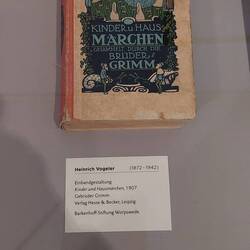 KINDER U HAUS
MÄRCHEN
GESAMMELT DURCH DIE
BRÜDER
GRIMM
Heinrich Vogeler (1872 - 1942)
Einbandgestaltung
Kinder und Hausmärchen, 1907
Gebrüder Grimm
Verlag Hesse & Becker, Leipzig
Barkenhoff-Stiftung Worpswede